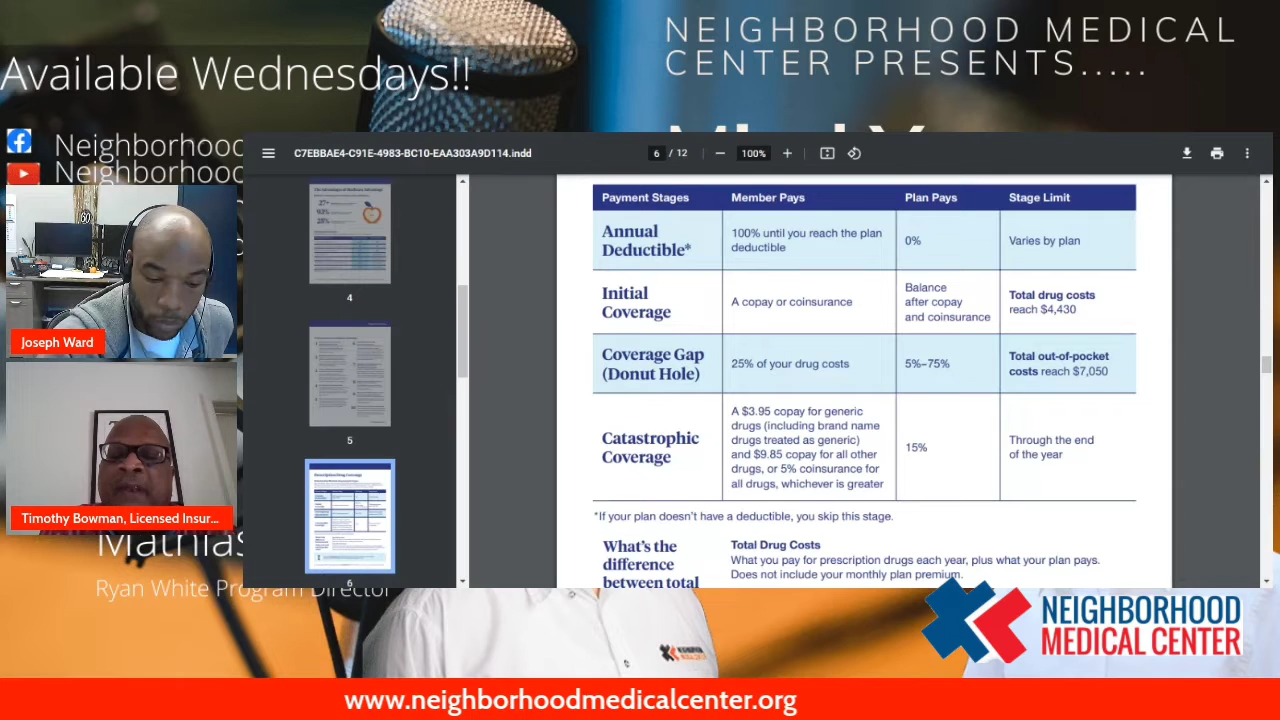 NEIGHBORHOOD MEDICAL
CENTER PRESENTS.....
Available Wednesdays!!
Neighborhood
Neighborhood
C7EBBAE4-C91E-4983-BC10-EAA303A9D114.indd
6 / 12
100%
4
5
6
Payment Stages Member Pays Plan Pays Stage Limit
Annual
Deductible*
100% until you reach the plan
deductible
0%
Varies by plan
Initial
Coverage
A copay or coinsurance
Balance
after copay
and coinsurance
Total drug costs
reach $4,430
Coverage Gap
(Donut Hole)
25% of your drug costs
5%–75%
Total out-of-pocket
costs reach $7,050
Catastrophic
Coverage
A $3.95 copay for generic
drugs (including brand name
drugs treated as generic)
and $9.85 copay for all other
drugs, or 5% coinsurance for
all drugs, whichever is greater
15%
Through the end
of the year
*If your plan doesn't have a deductible, you skip this stage.
What's the
difference
between total
Total Drug Costs
What you pay for prescription drugs each year, plus what your plan pays.
Does not include your monthly plan premium.
60
Joseph Ward
Timothy Bowman, Licensed Insur...
Mathias
Ryan White Program Director
NEIGHBORHOOD
MEDICAL CENTER
www.neighborhoodmedicalcenter.org